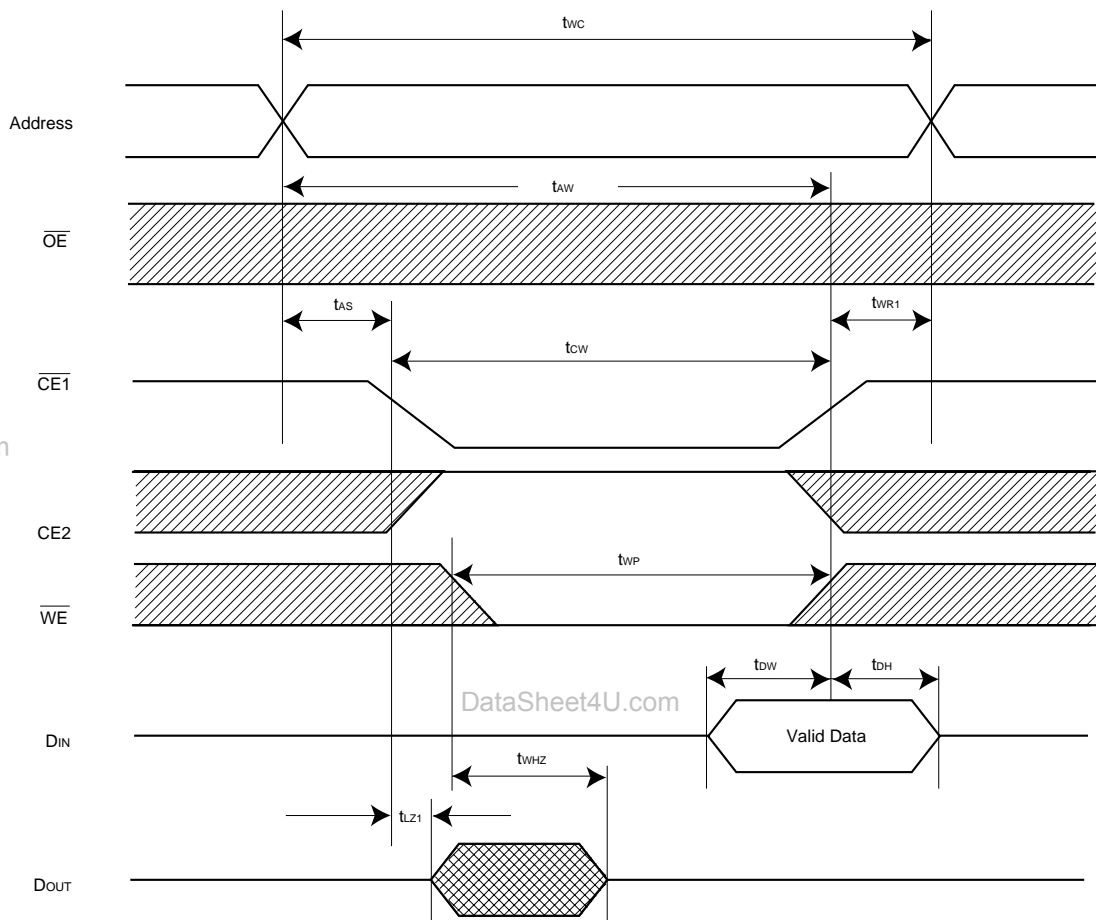 tWC
Address
tAW
OE
tAS
tWR1
tCW
CE1
m
CE2
tWP
WE
tDW
tDH
DataSheet4U.com
DIN
Valid Data
tWHZ
tLZ1
DOUT